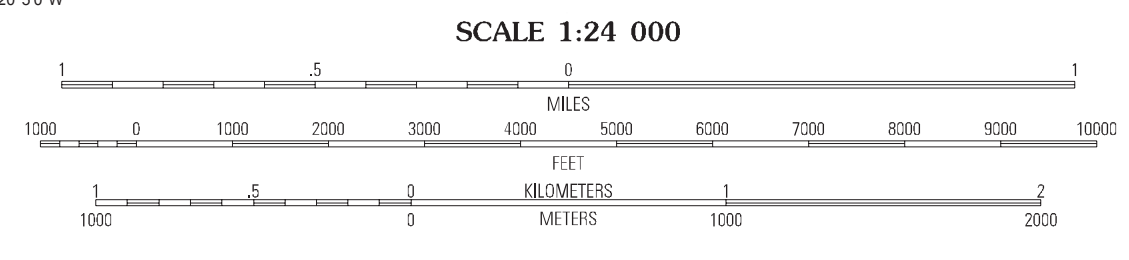 SCALE 1:24 000
1 .5 0 1
MILES
1000 0 1000 2000 3000 4000 5000 6000 7000 8000 9000 10000
FEET
1 .5 0 KILOMETERS 1 2
1000 0 METERS 1000 2000